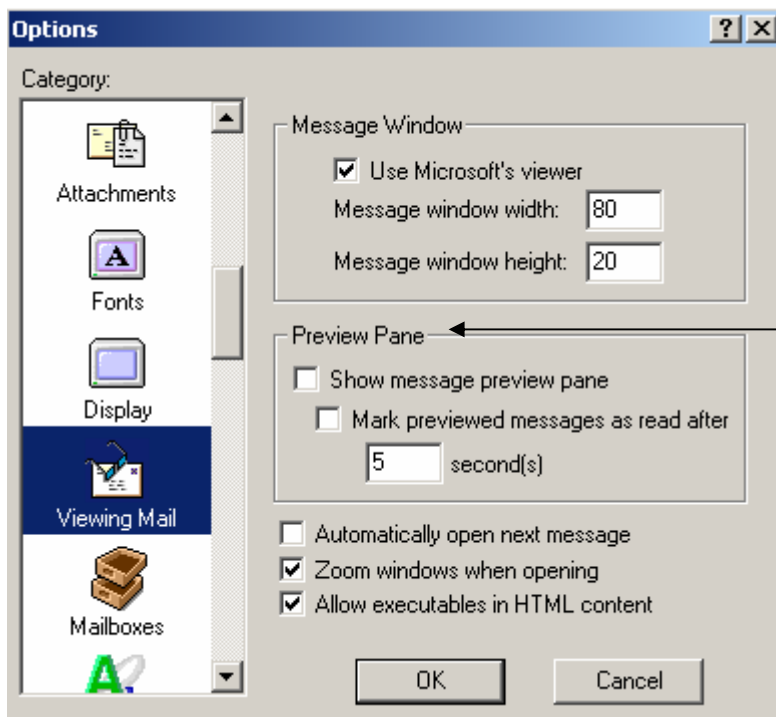 Options
Category:
Attachments
Fonts
Display
Viewing Mail
Mailboxes
Message Window
Use Microsoft's viewer
Message window width: 80
Message window height: 20
Preview Pane
Show message preview pane
Mark previewed messages as read after
5 second(s)
Automatically open next message
Zoom windows when opening
Allow executables in HTML content
OK Cancel